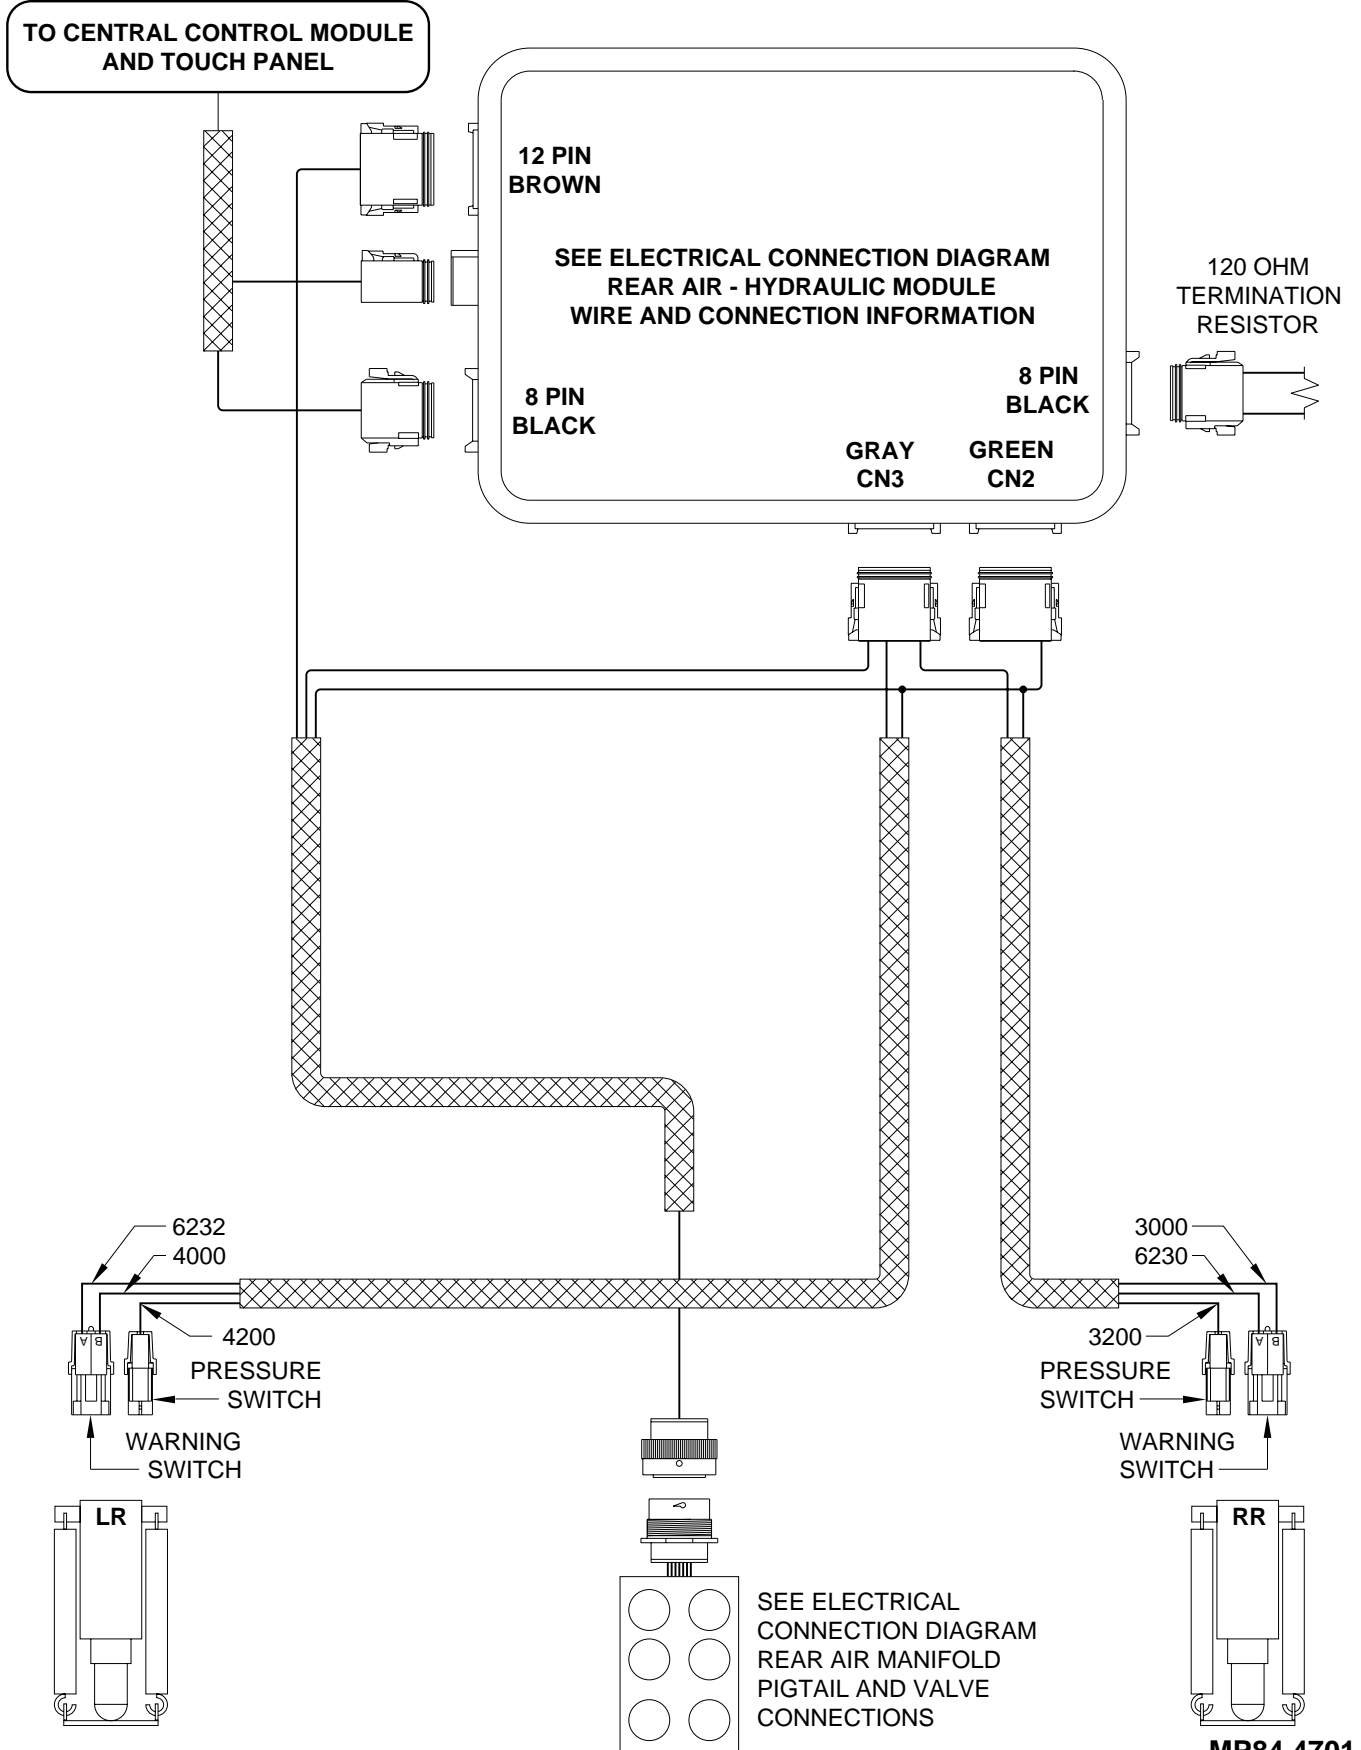 TO CENTRAL CONTROL MODULE
AND TOUCH PANEL
12 PIN
BROWN
SEE ELECTRICAL CONNECTION DIAGRAM
REAR AIR - HYDRAULIC MODULE
WIRE AND CONNECTION INFORMATION
120 OHM
TERMINATION
RESISTOR
8 PIN
BLACK
8 PIN
BLACK
GRAY
CN3
GREEN
CN2
6232
4000
4200
PRESSURE
SWITCH
WARNING
SWITCH
A
B
LR
3000
6230
3200
PRESSURE
SWITCH
WARNING
SWITCH
A
B
RR
SEE ELECTRICAL
CONNECTION DIAGRAM
REAR AIR MANIFOLD
PIGTAIL AND VALVE
CONNECTIONS
MP84.4701